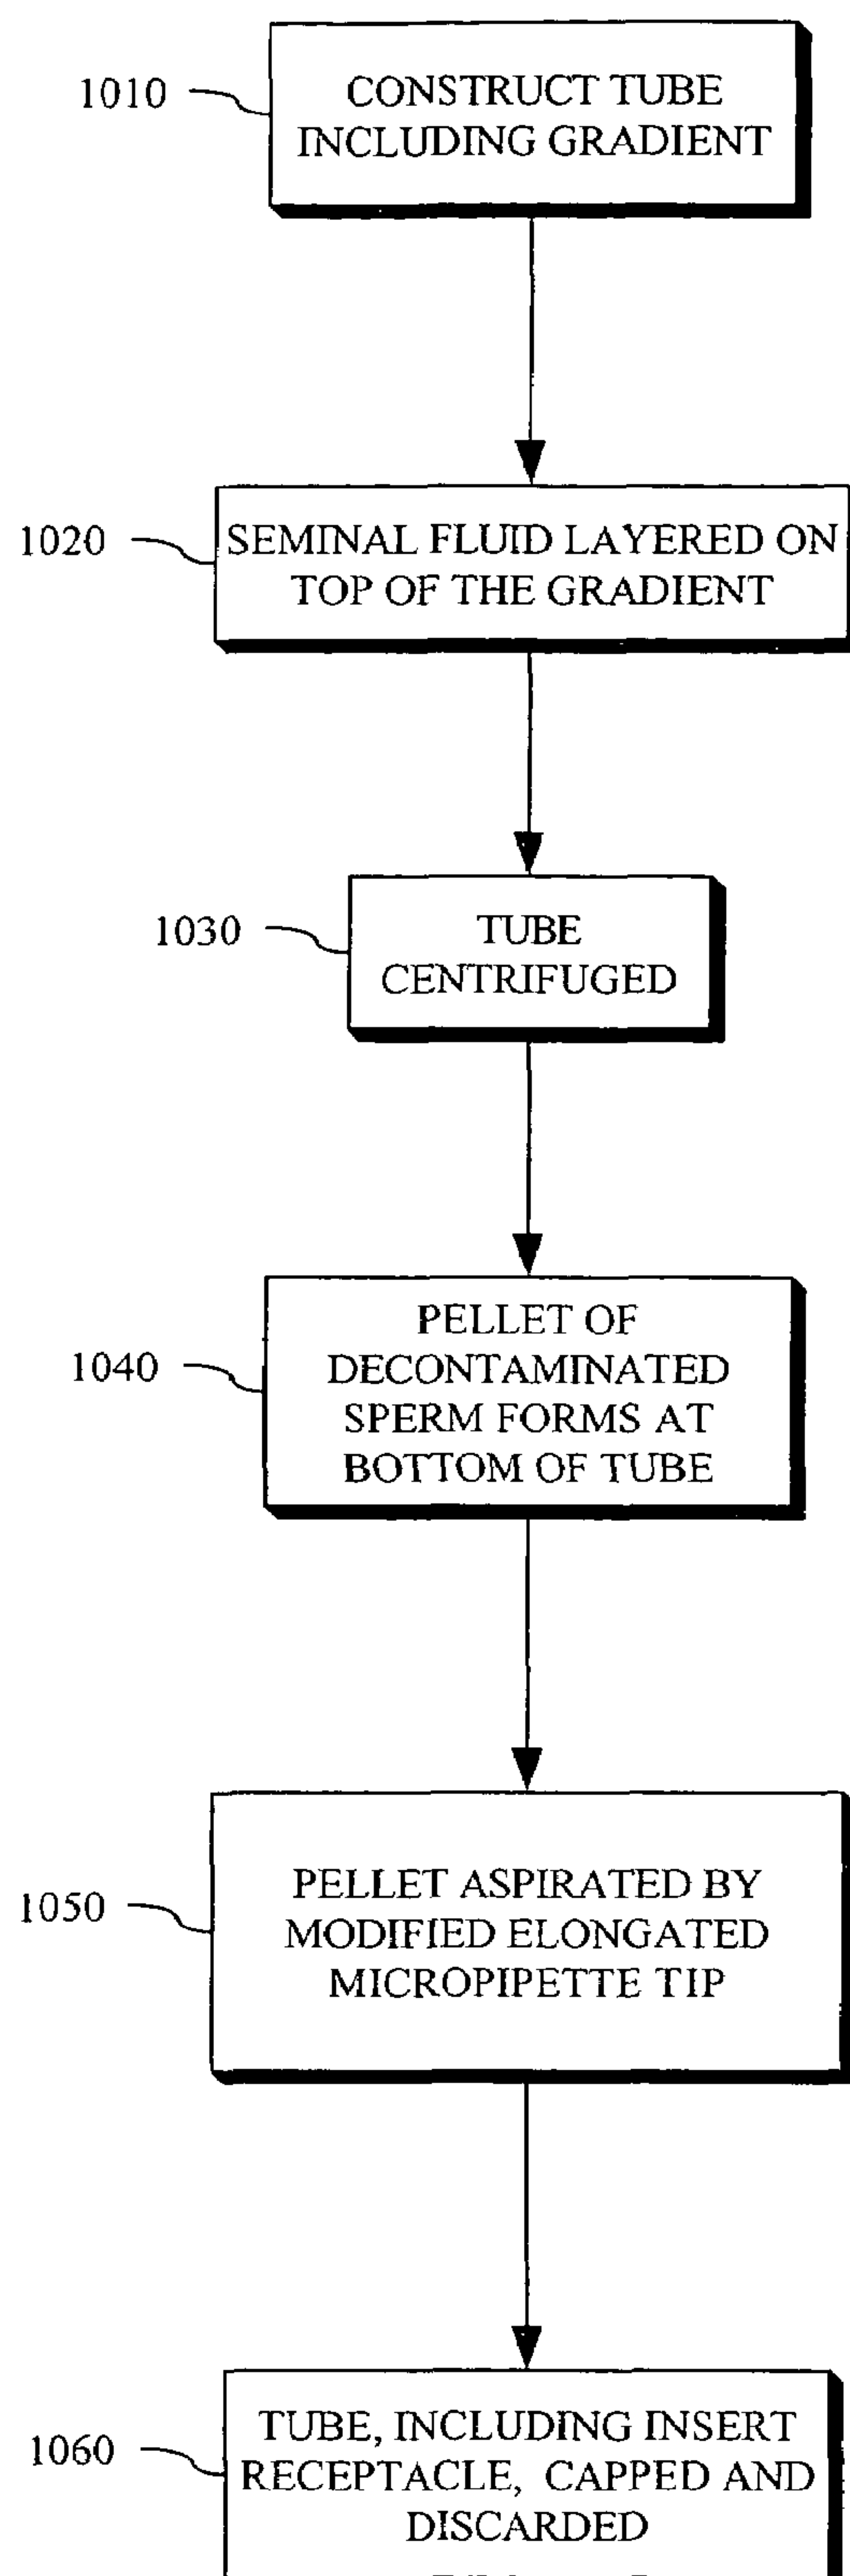 1010
CONSTRUCT TUBE
INCLUDING GRADIENT
1020
SEMINAL FLUID LAYERED ON
TOP OF THE GRADIENT
1030
TUBE
CENTRIFUGED
1040
PELLET OF
DECONTAMINATED
SPERM FORMS AT
BOTTOM OF TUBE
1050
PELLET ASPIRATED BY
MODIFIED ELONGATED
MICROPIPETTE TIP
1060
TUBE, INCLUDING INSERT
RECEPTACLE, CAPPED AND
DISCARDED